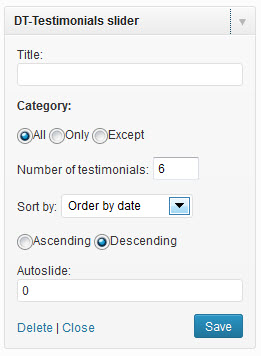 DT-Testimonials slider
Title:
Category:
All Only Except
Number of testimonials: 6
Sort by: Order by date
Ascending Descending
Autoslide:
0
Delete | Close Save